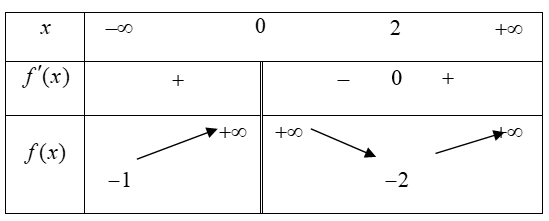 x −∞ 0 2 +∞
f′(x) + − 0 +
+∞ +∞ +∞
f(x)
−1 −2